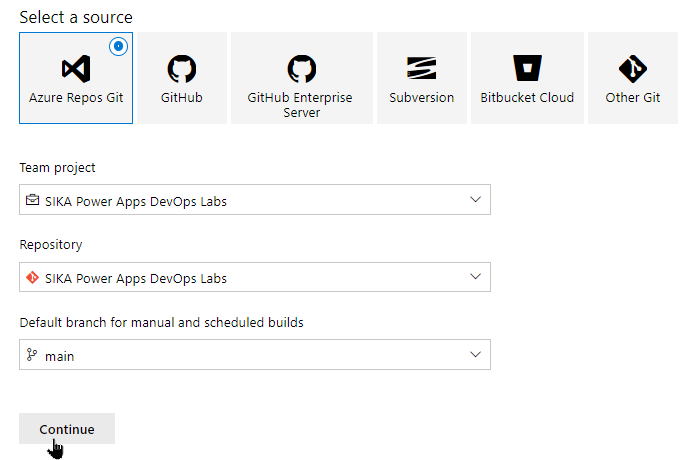 Select a source
Azure Repos Git
GitHub
GitHub Enterprise
Server
Subversion
Bitbucket Cloud
Other Git
Team project
SIKA Power Apps DevOps Labs
Repository
SIKA Power Apps DevOps Labs
Default branch for manual and scheduled builds
main
Continue